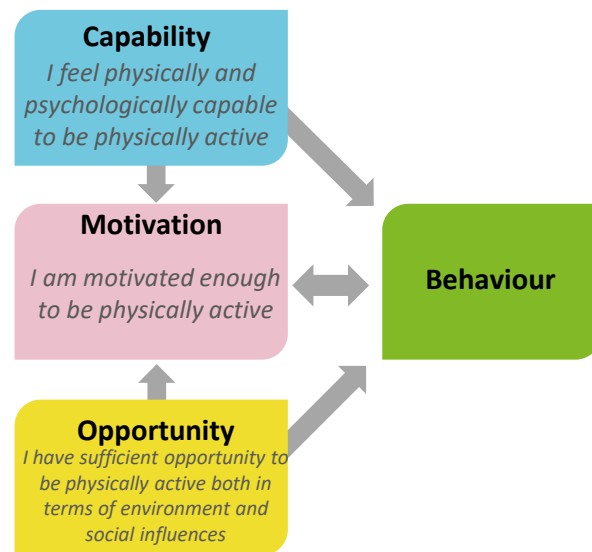 Capability
I feel physically and
psychologically capable
to be physically active
Motivation
I am motivated enough
to be physically active
Behaviour
Opportunity
I have sufficient opportunity to
be physically active both in
terms of environment and
social influences